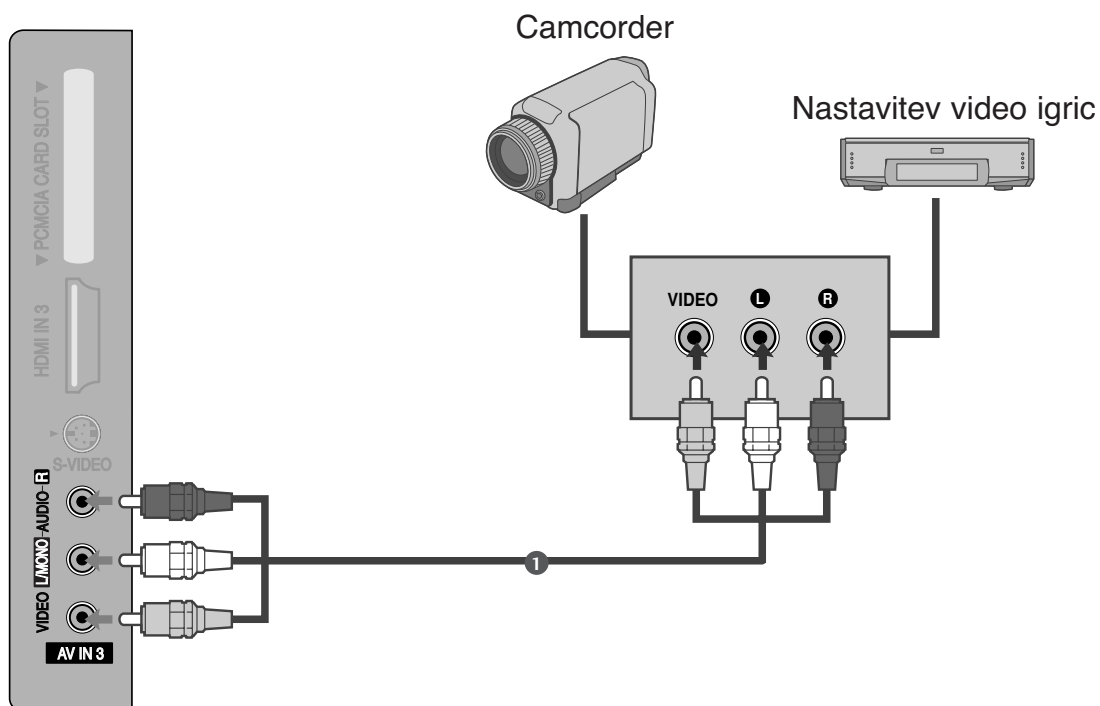 Camcorder
Nastavitev video igric
▼ PCMCIA CARD SLOT ▼
HDMI IN 3
S-VIDEO
VIDEO L/MONO-AUDIO-R
AV IN 3
VIDEO L R
1